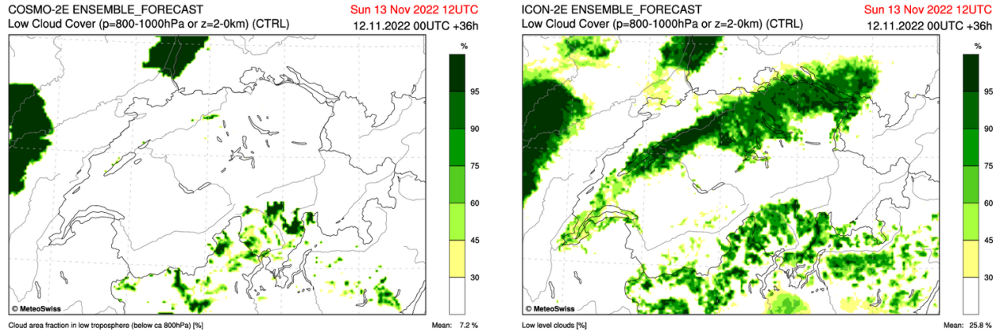 COSMO-2E ENSEMBLE_FORECAST
Sun 13 Nov 2022 12UTC
Low Cloud Cover (p=800-1000hPa or z=2-0km) (CTRL)
12.11.2022 00UTC +36h
%
95
90
75
60
45
30
© MeteoSwiss
Cloud area fraction in low troposphere (below ca 800hPa) [%]
Mean: 7.2 %
ICON-2E ENSEMBLE_FORECAST
Sun 13 Nov 2022 12UTC
Low Cloud Cover (p=800-1000hPa or z=2-0km) (CTRL)
12.11.2022 00UTC +36h
%
95
90
75
60
45
30
© MeteoSwiss
Low level clouds [%]
Mean: 25.8 %